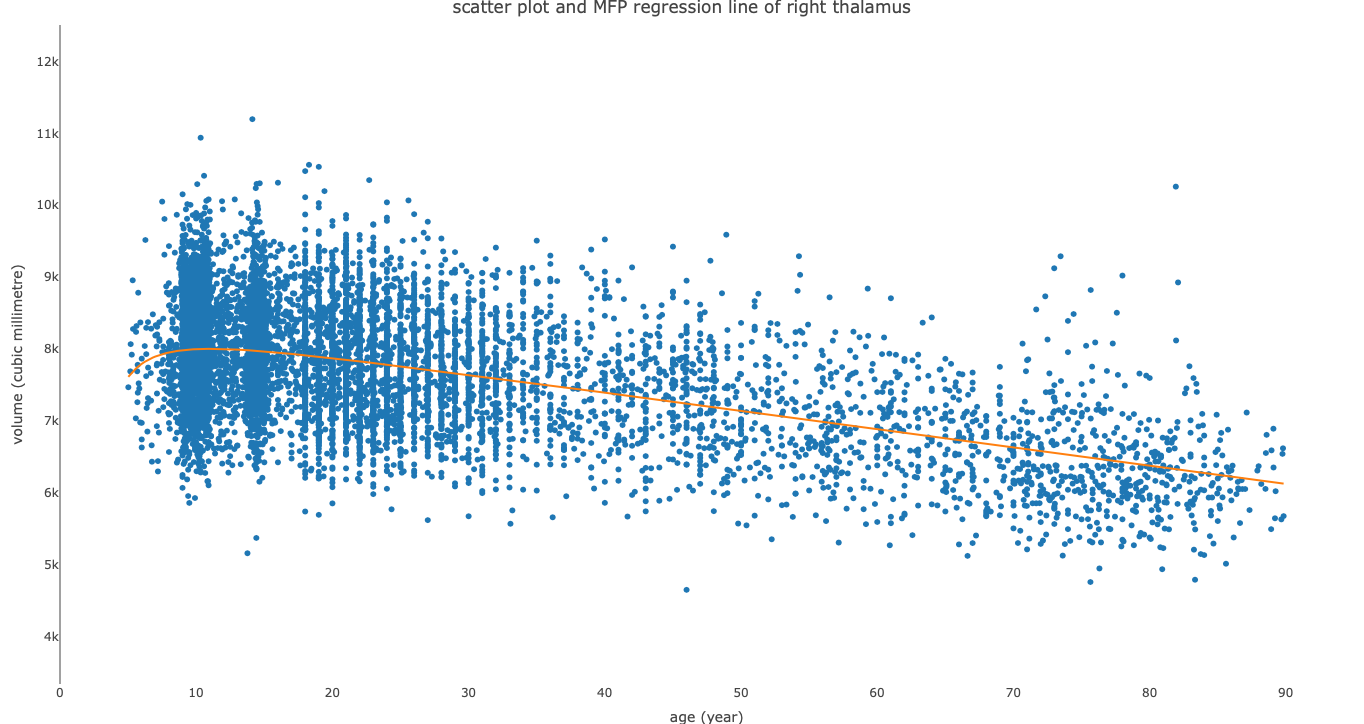 scatter plot and MFP regression line of right thalamus
12k
11k
10k
9k
8k
7k
6k
5k
4k
volume (cubic millimetre)
0 10 20 30 40 50 60 70 80 90
age (year)